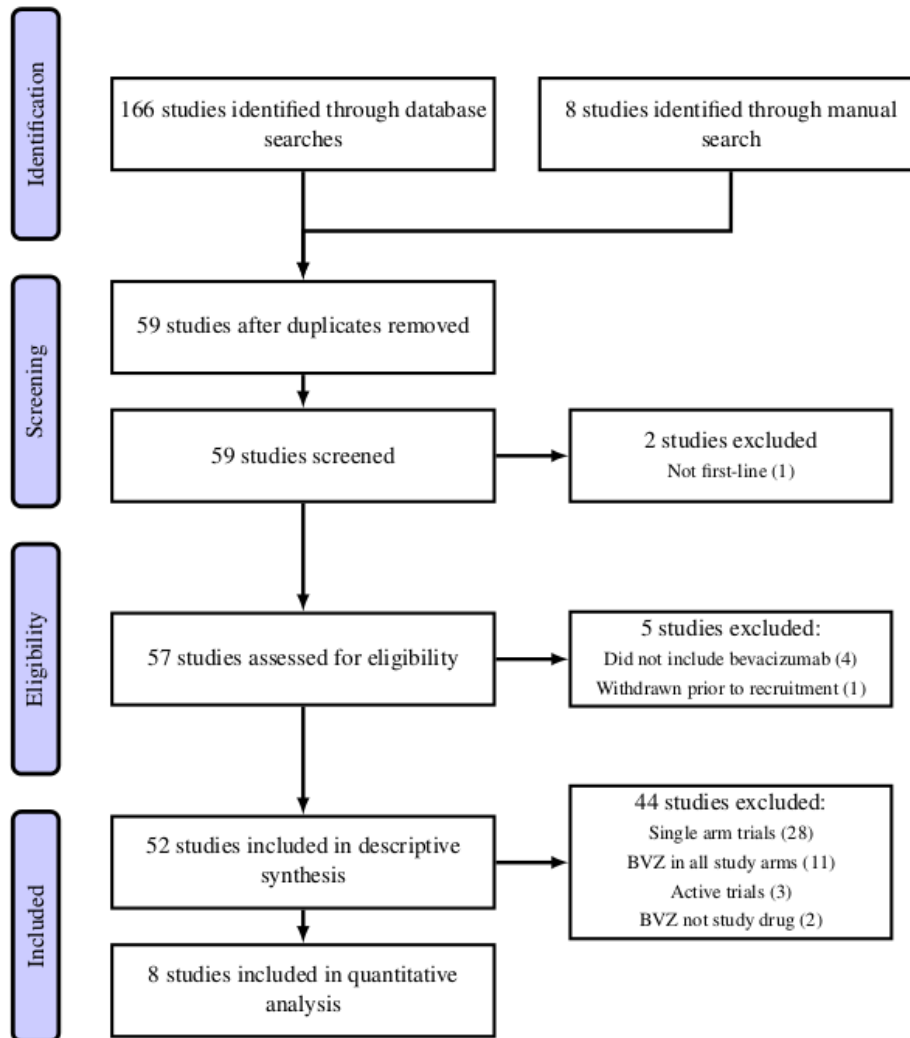 Identification
166 studies identified through database
searches
8 studies identified through manual
search
Screening
59 studies after duplicates removed
59 studies screened
2 studies excluded
Not first-line (1)
Eligibility
57 studies assessed for eligibility
5 studies excluded:
Did not include bevacizumab (4)
Withdrawn prior to recruitment (1)
Included
52 studies included in descriptive
synthesis
44 studies excluded:
Single arm trials (28)
BVZ in all study arms (11)
Active trials (3)
BVZ not study drug (2)
8 studies included in quantitative
analysis